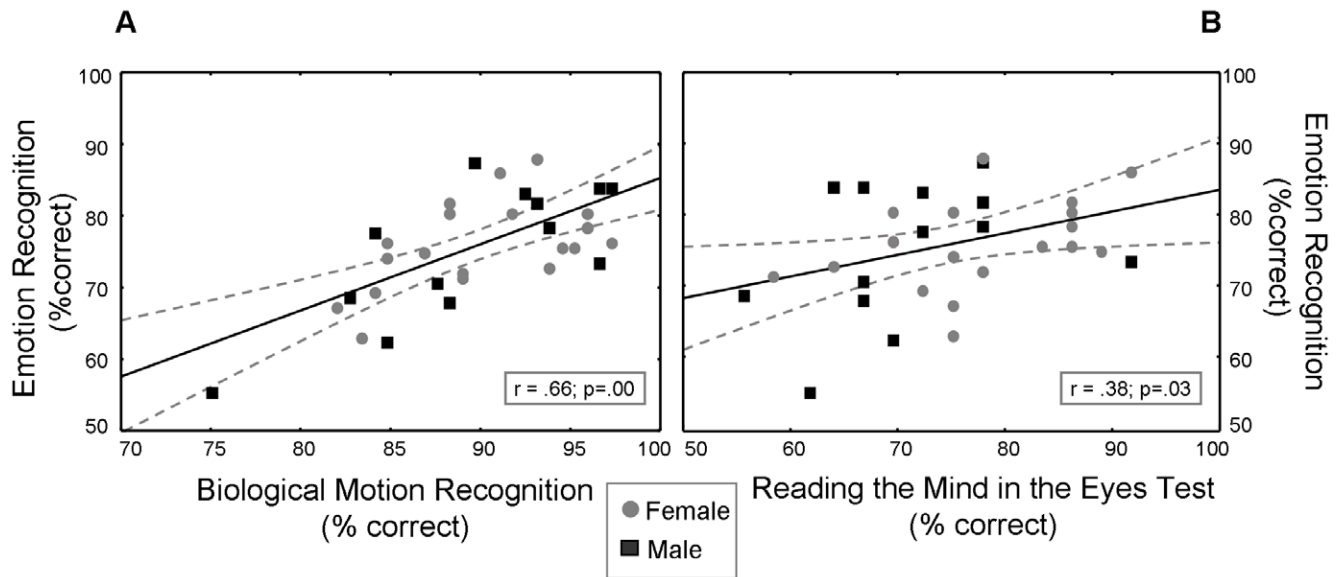 A
B
Emotion Recognition
(%correct)
100
90
80
70
60
50
r = .66; p=.00
70
75
80
85
90
95
100
Biological Motion Recognition
(% correct)
r = .38; p=.03
50
60
70
80
90
100
Reading the Mind in the Eyes Test
(% correct)
100
90
80
70
60
50
Emotion Recognition
(%correct)
Female
Male